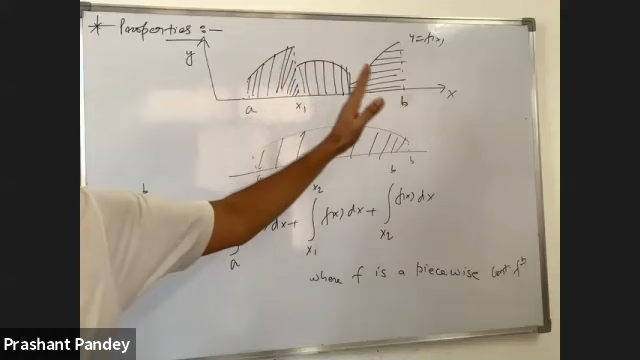 * Properties :-
y
y = f(x)
a x₁ b x
b b
b x₂
∫ dx + ∫ f(x) dx + ∫ f(x) dx
a x₁ x₂
where f is a piecewise cont fⁿ
Prashant Pandey